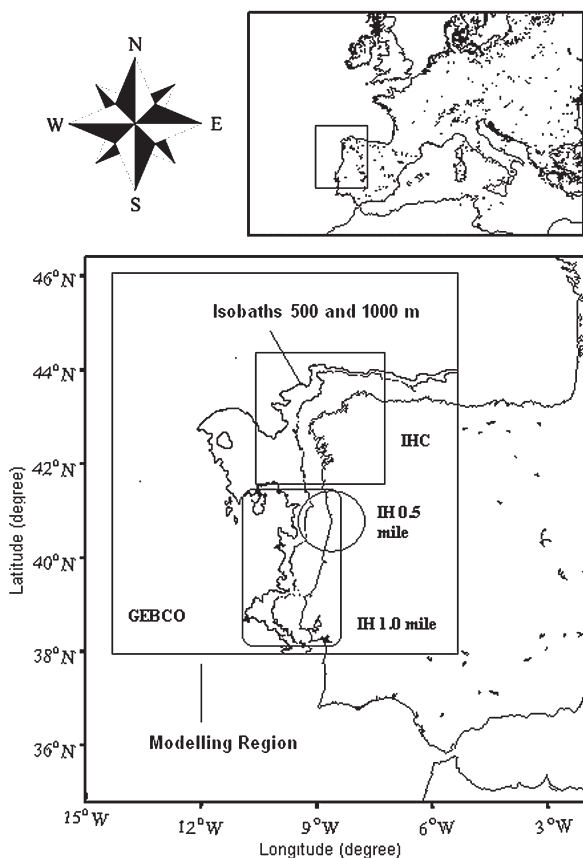 N
W
E
S
46°N
Isobaths 500 and 1000 m
44°N
IHC
42°N
IH 0.5
mile
40°N
GEBCO
IH 1.0 mile
38°N
Modelling Region
36°N
Latitude (degree)
15°W
12°W
9°W
6°W
3°W
Longitude (degree)